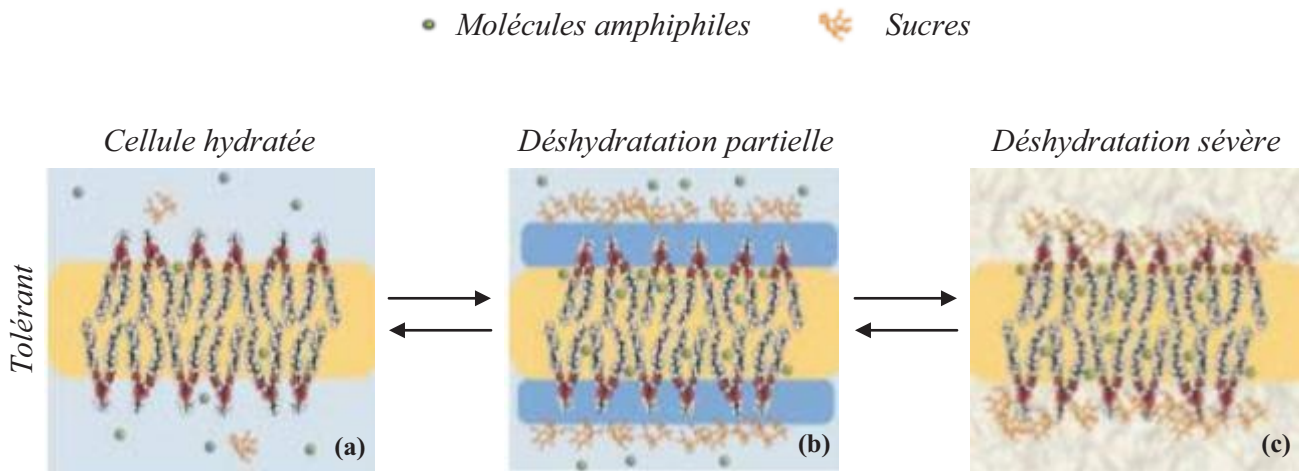 Molécules amphiphiles Sucres
Cellule hydratée Déshydratation partielle Déshydratation sévère
Tolérant
(a) (b) (c)